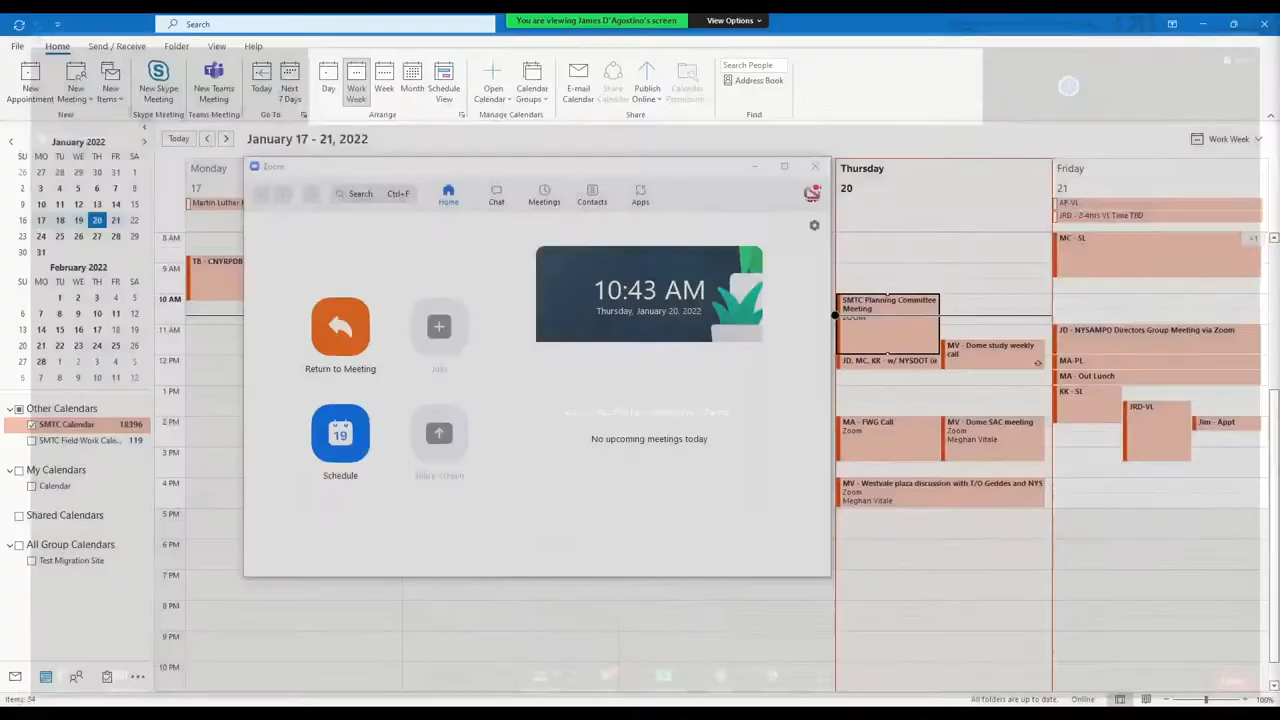 Search
You are viewing James D'Agostino's screen
View Options
File
Home
Send / Receive
Folder
View
Help
New
Appointment
New
Meeting
New
Items
New Skype
Meeting
New Teams
Meeting
Today
Next
7 Days
Day
Work
Week
Week
Month
Schedule
View
Open
Calendar
Calendar
Groups
E-mail
Calendar
Share
Calendar
Publish
Online
Calendar
Permissions
Search People
Address Book
New
Skype Meeting
Teams Meeting
Go To
Arrange
Manage Calendars
Share
Find
January 2022
SU MO TU WE TH FR SA
26 27 28 29 30 31 1
2 3 4 5 6 7 8
9 10 11 12 13 14 15
16 17 18 19 20 21 22
23 24 25 26 27 28 29
30 31
February 2022
SU MO TU WE TH FR SA
1 2 3 4 5
6 7 8 9 10 11 12
13 14 15 16 17 18 19
20 21 22 23 24 25 26
27 28 1 2 3 4 5
6 7 8 9 10 11 12
Other Calendars
SMTC Calendar 18396
SMTC Field Work Cale... 119
My Calendars
Calendar
Shared Calendars
All Group Calendars
Test Migration Site
Today
January 17 - 21, 2022
Work Week
Monday
17
Martin Luther
TB - CNYRPDB
8 AM
9 AM
10 AM
11 AM
12 PM
1 PM
2 PM
3 PM
4 PM
5 PM
6 PM
7 PM
8 PM
9 PM
10 PM
Zoom
Search Ctrl+F
Home
Chat
Meetings
Contacts
Apps
10:43 AM
Thursday, January 20, 2022
Return to Meeting
Join
19
Schedule
Share screen
No upcoming meetings today
Thursday
20
SMTC Planning Committee
Meeting
Zoom
JD, MC, KK - w/ NYSDOT (i
MV - Dome study weekly
call
MA - FWG Call
Zoom
MV - Dome SAC meeting
Meghan Vitale
MV - Westvale plaza discussion with T/O Geddes and NYS
Zoom
Meghan Vitale
Friday
21
AF-VL
JRD - 2-4hrs VL Time TBD
MC - SL
+1
JD - NYSAMPO Directors Group Meeting via Zoom
MA-PL
MA - Out Lunch
KK - SL
JRD-VL
Jim - Appt
Items: 34
All folders are up to date.
Online
100%